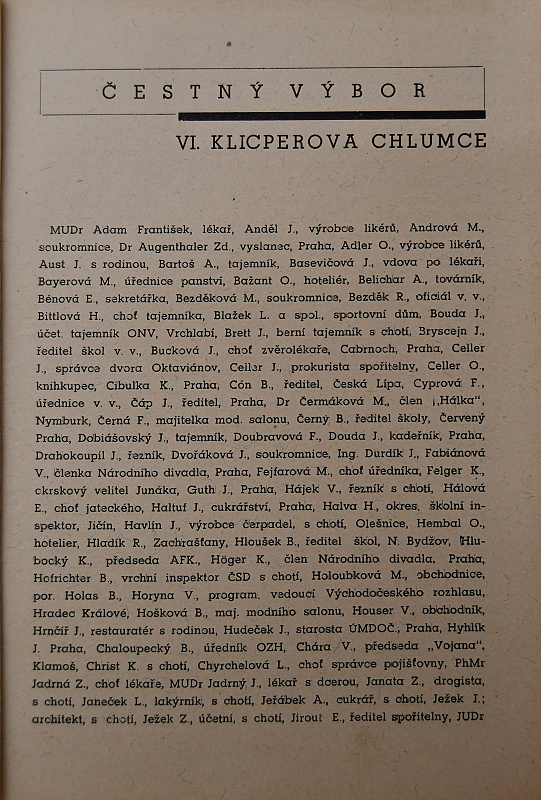 ČESTNÝ VÝBOR
VI. KLICPEROVA CHLUMCE
MUDr Adam František, lékař, Anděl J., výrobce likérů, Andrová M.,
soukromnice, Dr Augenthaler Zd., vyslanec, Praha, Adler O., výrobce likérů,
Aust J. s rodinou, Bartoš A., tajemník, Basevičová J., vdova po lékaři,
Bayerová M., úřednice panství, Bažant O., hoteliér, Belichar A., továrník,
Bénová E., sekretářka, Bezděková M., soukromnice, Bezděk R., oficiál v. v.,
Bittlová H., choť tajemníka, Blažek L. a spol., sportovní dům, Bouda J.,
účet. tajemník ONV, Vrchlabí, Brett J., berní tajemník s chotí, Bryscejn J.,
ředitel škol v. v., Bucková J., choť zvěrolékaře, Cabrnoch, Praha, Celler
J., správce dvora Oktaviánov, Celler J., prokurista spořitelny, Celler O.,
knihkupec, Cibulka K., Praha, Cón B., ředitel, Česká Lípa, Cyprová F.,
úřednice v. v., Čáp J., ředitel, Praha, Dr Čermáková M., člen „Hálka",
Nymburk, Černá F., majitelka mod. salonu, Černý B., ředitel školy, Červený
Praha, Dobiášovský J., tajemník, Doubravová F., Douda J., kadeřník, Praha,
Drahokoupil J., řezník, Dvořáková J., soukromnice, Ing. Durdík J., Fabiánová
V., členka Národního divadla, Praha, Fejfarová M., choť úředníka, Felger K.,
okrskový velitel Junáka, Guth J., Praha, Hájek V., řezník s chotí, Hálová
E., choť jateckého, Haltuf J., cukrářství, Praha, Halva H., okres. školní in-
spektor, Jičín, Havlín J., výrobce čerpadel, s chotí, Olešnice, Hembal O.,
hotelier, Hladík R., Zachrašťany, Hloušek B., ředitel škol, N. Bydžov, Hlu-
bocký K., předseda AFK., Höger K., člen Národního divadla, Praha,
Hofrichter B., vrchní inspektor ČSD s chotí, Holoubková M., obchodnice,
por. Holas B., Horyna V., program. vedoucí Východočeského rozhlasu,
Hradec Králové, Hošková B., maj. modního salonu, Houser V., obchodník,
Hrnčíř J., restauratér s rodinou, Hudeček J., starosta ÚMDOČ., Praha, Hyhlík
J. Praha, Chaloupecký B., úředník OZH, Chára V., předseda „Vojana",
Klamoš, Christ K. s chotí, Chyrchelová L., choť správce pojišťovny, PhMr
Jadrná Z., choť lékaře, MUDr Jadrný J., lékař s dcerou, Janata Z., drogista,
s chotí, Janeček L., lakýrník, s chotí, Jeřábek A., cukrář, s chotí, Ježek J.;
architekt, s chotí, Ježek Z., účetní, s chotí, Jirout E., ředitel spořitelny, JUDr